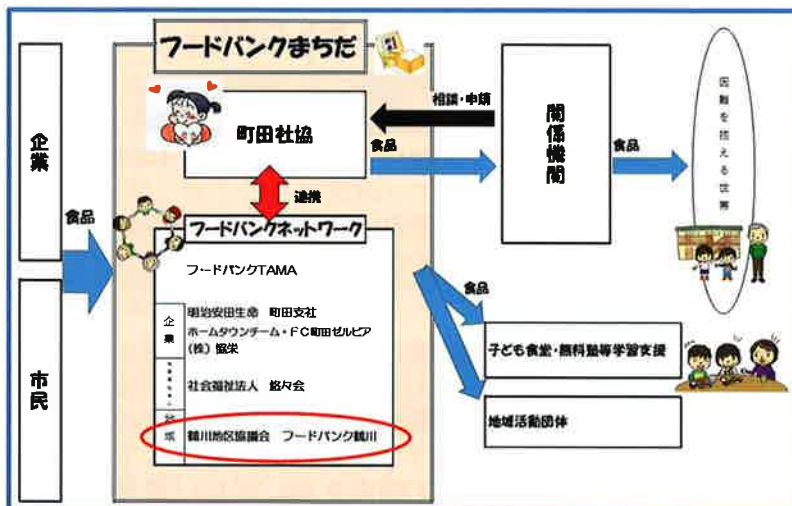 フードバンクまちだ
企業
市民
食品
町田社協
連携
フードバンクネットワーク
フードバンクTAMA
企業
明治安田生命 町田支社
ホームタウンチーム・FC町田ゼルビア
(株) 協栄
社会福祉法人 悠々会
地域
鶴川地区協議会 フードバンク鶴川
相談・申請
食品
関係機関
食品
困難を抱える世帯
食品
子ども食堂・無料塾等学習支援
地域活動団体